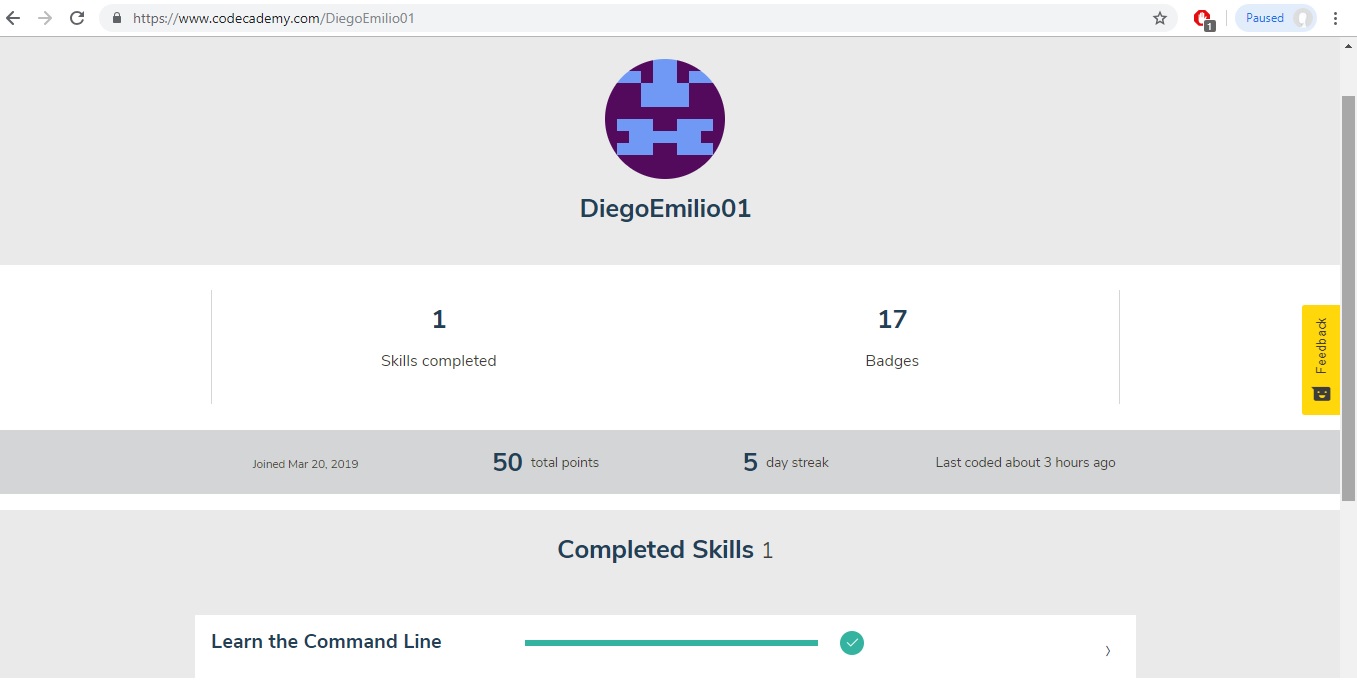 https://www.codecademy.com/DiegoEmilio01
1
Paused
DiegoEmilio01
1
17
Skills completed
Badges
Feedback
Joined Mar 20, 2019
50 total points
5 day streak
Last coded about 3 hours ago
Completed Skills 1
Learn the Command Line